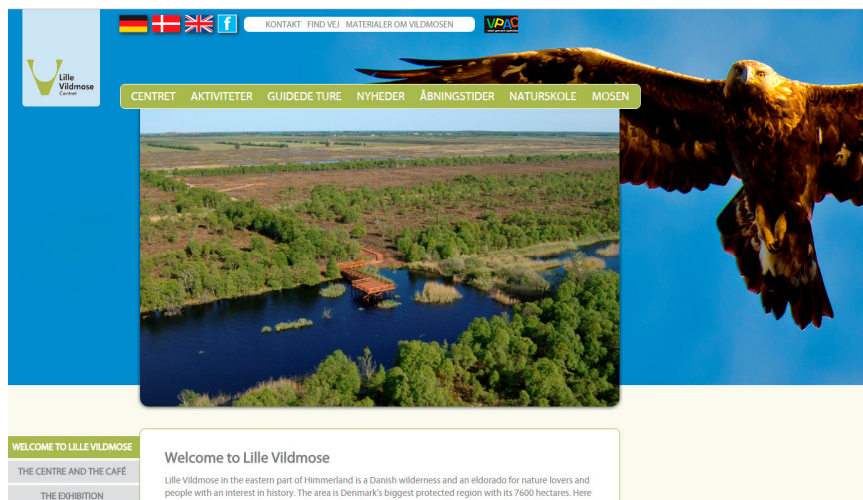 f
KONTAKT FIND VEJ MATERIALER OM VILDMOSEN
VPAC
Lille
Vildmose
Centret
CENTRET AKTIVITETER GUIDEDE TURE NYHEDER ÅBNINGSTIDER NATURSKOLE MOSEN
WELCOME TO LILLE VILDMOSE
THE CENTRE AND THE CAFÉ
THE EXHIBITION
Welcome to Lille Vildmose
Lille Vildmose in the eastern part of Himmerland is a Danish wilderness and an eldorado for nature lovers and
people with an interest in history. The area is Denmark's biggest protected region with its 7600 hectares. Here